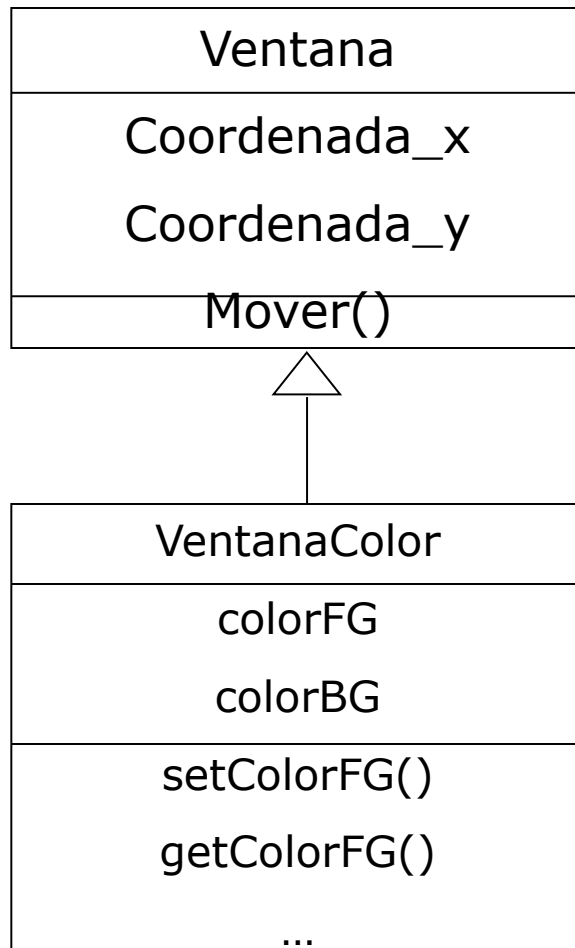 Ventana
Coordenada_x
Coordenada_y
Mover()
VentanaColor
colorFG
colorBG
setColorFG()
getColorFG()
...